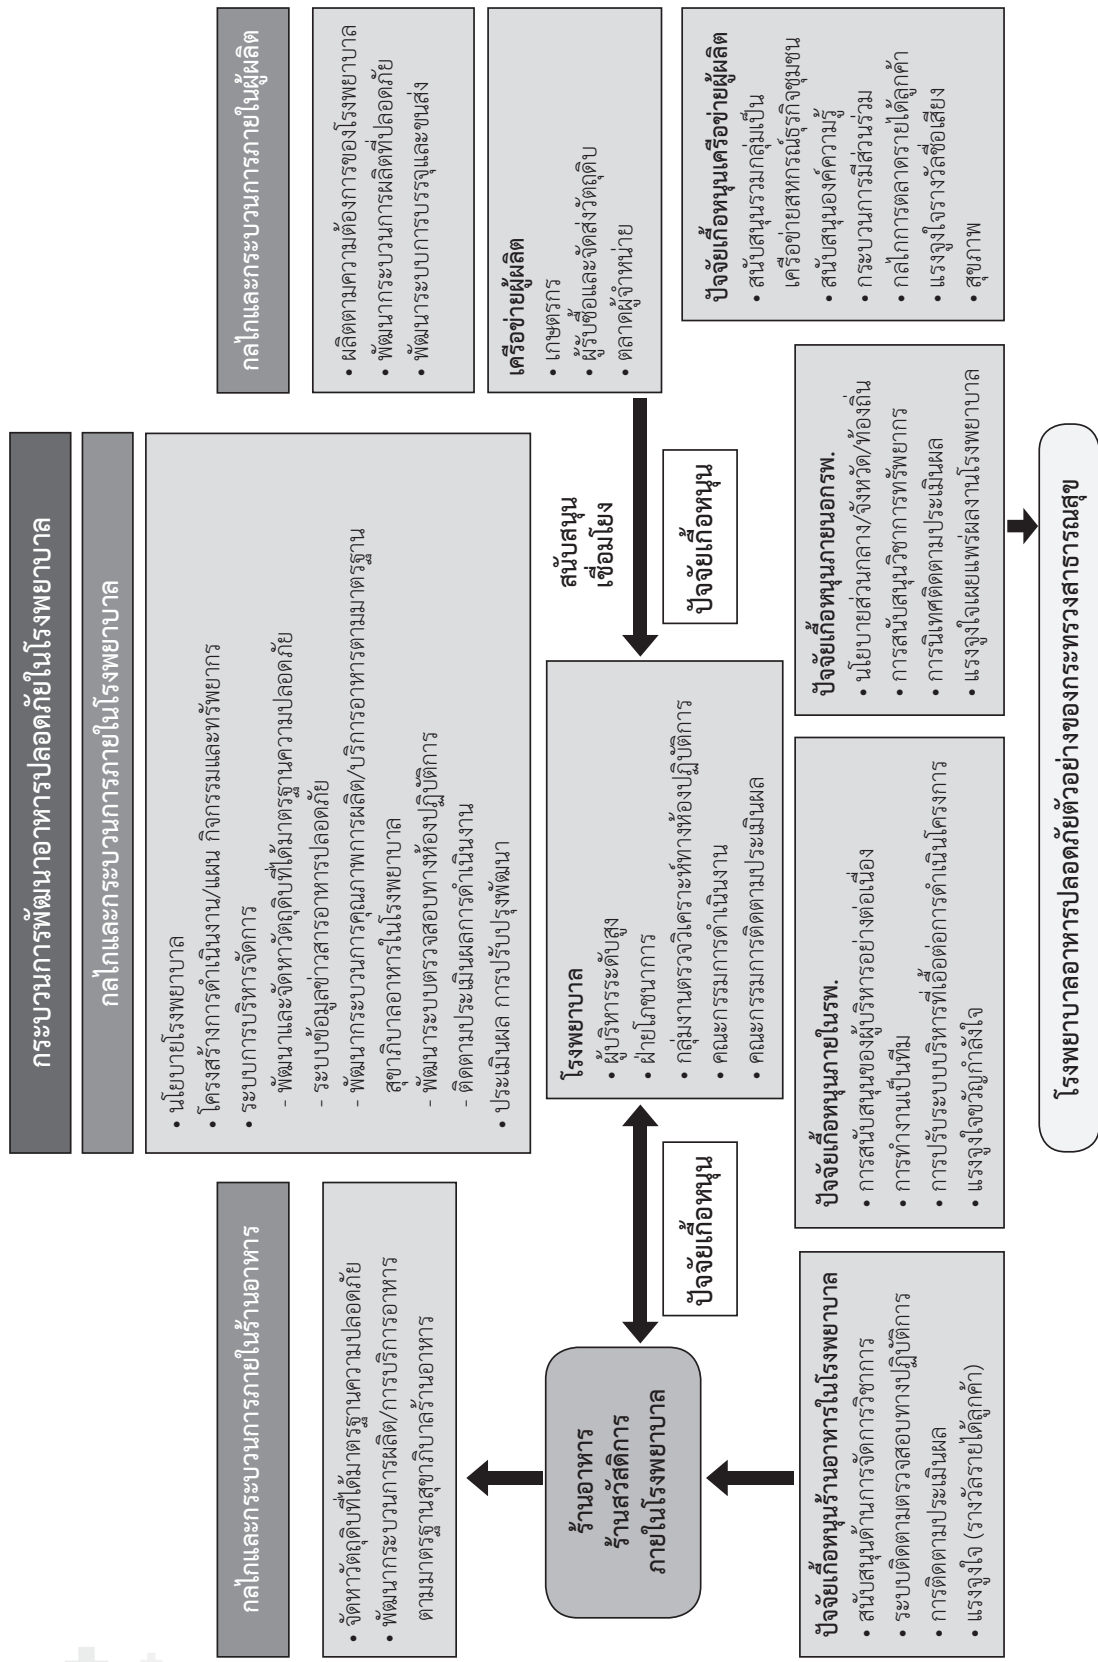 กระบวนการพัฒนาอาหารปลอดภัยในโรงพยาบาล
กลไกและกระบวนการภายในร้านอาหาร
กลไกและกระบวนการภายในโรงพยาบาล
กลไกและกระบวนการภายในผู้ผลิต
• จัดหาวัตถุดิบที่ได้มาตรฐานความปลอดภัย
• พัฒนากระบวนการผลิต/การบริการอาหาร
ตามมาตรฐานสุขาภิบาลร้านอาหาร
• นโยบายโรงพยาบาล
• โครงสร้างการดำเนินงาน/แผน กิจกรรมและทรัพยากร
• ระบบการบริหารจัดการ
- พัฒนาและจัดหาวัตถุดิบที่ได้มาตรฐานความปลอดภัย
- ระบบข้อมูลข่าวสารอาหารปลอดภัย
- พัฒนากระบวนการคุณภาพการผลิต/บริการอาหารตามมาตรฐาน
สุขาภิบาลอาหารในโรงพยาบาล
- พัฒนาระบบตรวจสอบทางห้องปฏิบัติการ
- ติดตามประเมินผลการดำเนินงาน
• ประเมินผล การปรับปรุงพัฒนา
• ผลิตตามความต้องการของโรงพยาบาล
• พัฒนากระบวนการผลิตที่ปลอดภัย
• พัฒนาระบบการบรรจุและขนส่ง
ร้านอาหาร
ร้านสวัสดิการ
ภายในโรงพยาบาล
ปัจจัยเกื้อหนุน
โรงพยาบาล
• ผู้บริหารระดับสูง
• ฝ่ายโภชนาการ
• กลุ่มงานตรวจวิเคราะห์ทางห้องปฏิบัติการ
• คณะกรรมการดำเนินงาน
• คณะกรรมการติดตามประเมินผล
สนับสนุน
เชื่อมโยง
ปัจจัยเกื้อหนุน
เครือข่ายผู้ผลิต
• เกษตรกร
• ผู้รับซื้อและจัดส่งวัตถุดิบ
• ตลาดผู้จำหน่าย
ปัจจัยเกื้อหนุนร้านอาหารในโรงพยาบาล
• สนับสนุนด้านการจัดการวิชาการ
• ระบบติดตามตรวจสอบทางปฏิบัติการ
• การติดตามประเมินผล
• แรงจูงใจ (รางวัลรายได้ลูกค้า)
ปัจจัยเกื้อหนุนภายในรพ.
• การสนับสนุนของผู้บริหารอย่างต่อเนื่อง
• การทำงานเป็นทีม
• การปรับระบบบริหารที่เอื้อต่อการดำเนินโครงการ
• แรงจูงใจขวัญกำลังใจ
ปัจจัยเกื้อหนุนภายนอกรพ.
• นโยบายส่วนกลาง/จังหวัด/ท้องถิ่น
• การสนับสนุนวิชาการทรัพยากร
• การนิเทศติดตามประเมินผล
• แรงจูงใจเผยแพร่ผลงานโรงพยาบาล
ปัจจัยเกื้อหนุนเครือข่ายผู้ผลิต
• สนับสนุนรวมกลุ่มเป็น
เครือข่ายสหกรณ์ธุรกิจชุมชน
• สนับสนุนองค์ความรู้
• กระบวนการมีส่วนร่วม
• กลไกการตลาดรายได้ลูกค้า
• แรงจูงใจรางวัลชื่อเสียง
• สุขภาพ
โรงพยาบาลอาหารปลอดภัยตัวอย่างของกระทรวงสาธารณสุข